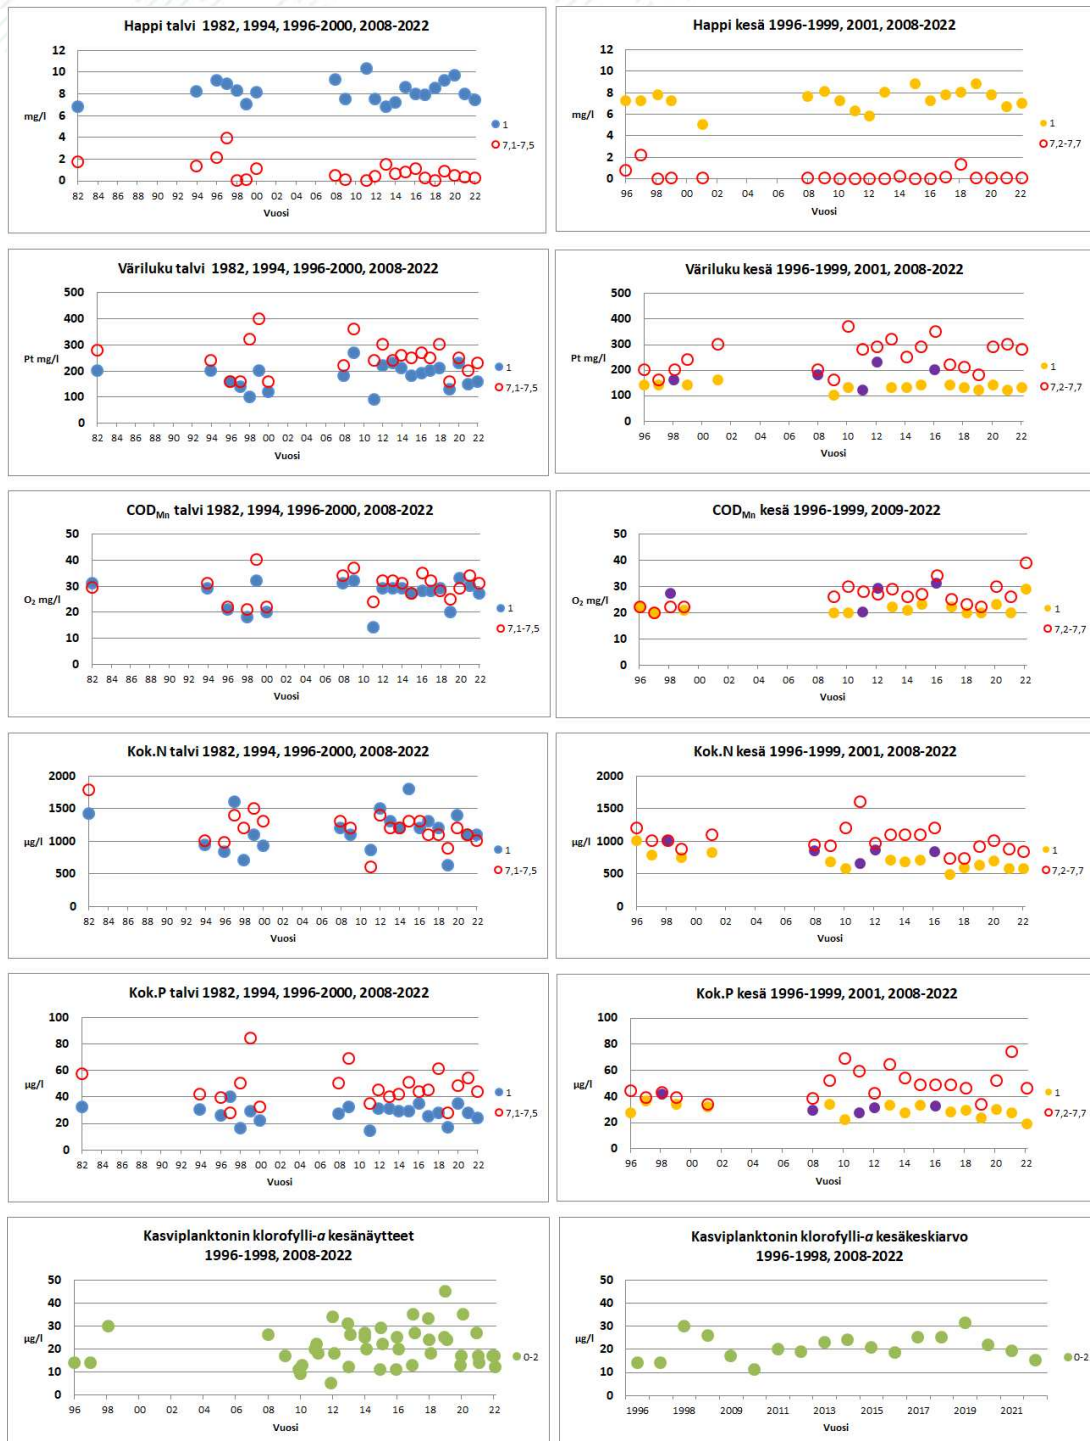 Happi talvi 1982, 1994, 1996-2000, 2008-2022
12
10
8
mg/l
6
4
2
0
1
7,1-7,5
82 84 86 88 90 92 94 96 98 00 02 04 06 08 10 12 14 16 18 20 22
Vuosi
Happi kesä 1996-1999, 2001, 2008-2022
12
10
8
mg/l
6
4
2
0
1
7,2-7,7
96 98 00 02 04 06 08 10 12 14 16 18 20 22
Vuosi
Väriluku talvi 1982, 1994, 1996-2000, 2008-2022
500
400
300
Pt mg/l
200
100
0
1
7,1-7,5
82 84 86 88 90 92 94 96 98 00 02 04 06 08 10 12 14 16 18 20 22
Vuosi
Väriluku kesä 1996-1999, 2001, 2008-2022
500
400
300
Pt mg/l
200
100
0
1
7,2-7,7
96 98 00 02 04 06 08 10 12 14 16 18 20 22
Vuosi
CODMn talvi 1982, 1994, 1996-2000, 2008-2022
50
40
30
O2 mg/l
20
10
0
1
7,1-7,5
82 84 86 88 90 92 94 96 98 00 02 04 06 08 10 12 14 16 18 20 22
Vuosi
CODMn kesä 1996-1999, 2009-2022
50
40
30
O2 mg/l
20
10
0
1
7,2-7,7
96 98 00 02 04 06 08 10 12 14 16 18 20 22
Vuosi
Kok.N talvi 1982, 1994, 1996-2000, 2008-2022
2000
1500
1000
µg/l
500
0
1
7,1-7,5
82 84 86 88 90 92 94 96 98 00 02 04 06 08 10 12 14 16 18 20 22
Vuosi
Kok.N kesä 1996-1999, 2001, 2008-2022
2000
1500
1000
µg/l
500
0
1
7,2-7,7
96 98 00 02 04 06 08 10 12 14 16 18 20 22
Vuosi
Kok.P talvi 1982, 1994, 1996-2000, 2008-2022
100
80
60
µg/l
40
20
0
1
7,1-7,5
82 84 86 88 90 92 94 96 98 00 02 04 06 08 10 12 14 16 18 20 22
Vuosi
Kok.P kesä 1996-1999, 2001, 2008-2022
100
80
60
µg/l
40
20
0
1
7,2-7,7
96 98 00 02 04 06 08 10 12 14 16 18 20 22
Vuosi
Kasviplanktonin klorofylli-a kesänäytteet
1996-1998, 2008-2022
50
40
30
µg/l
20
10
0
0-2
96 98 00 02 04 06 08 10 12 14 16 18 20 22
Vuosi
Kasviplanktonin klorofylli-a kesäkeskiarvo
1996-1998, 2008-2022
50
40
30
µg/l
20
10
0
0-2
1996 1998 2009 2011 2013 2015 2017 2019 2021
Vuosi